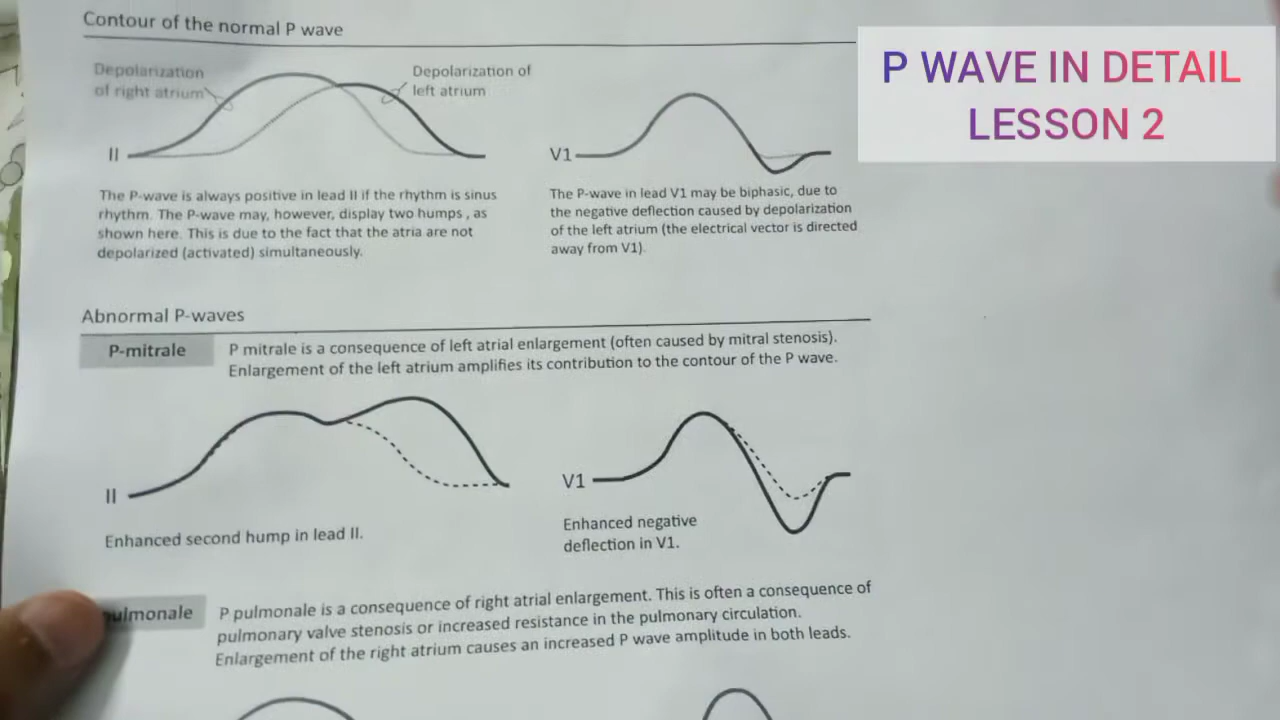 Contour of the normal P wave
P WAVE IN DETAIL
LESSON 2
Depolarization
of right atrium
Depolarization of
left atrium
II
V1
The P-wave is always positive in lead II if the rhythm is sinus
rhythm. The P-wave may, however, display two humps , as
shown here. This is due to the fact that the atria are not
depolarized (activated) simultaneously.
The P-wave in lead V1 may be biphasic, due to
the negative deflection caused by depolarization
of the left atrium (the electrical vector is directed
away from V1).
Abnormal P-waves
P-mitrale
P mitrale is a consequence of left atrial enlargement (often caused by mitral stenosis).
Enlargement of the left atrium amplifies its contribution to the contour of the P wave.
II
V1
Enhanced second hump in lead II.
Enhanced negative
deflection in V1.
P pulmonale is a consequence of right atrial enlargement. This is often a consequence of
pulmonary valve stenosis or increased resistance in the pulmonary circulation.
Enlargement of the right atrium causes an increased P wave amplitude in both leads.